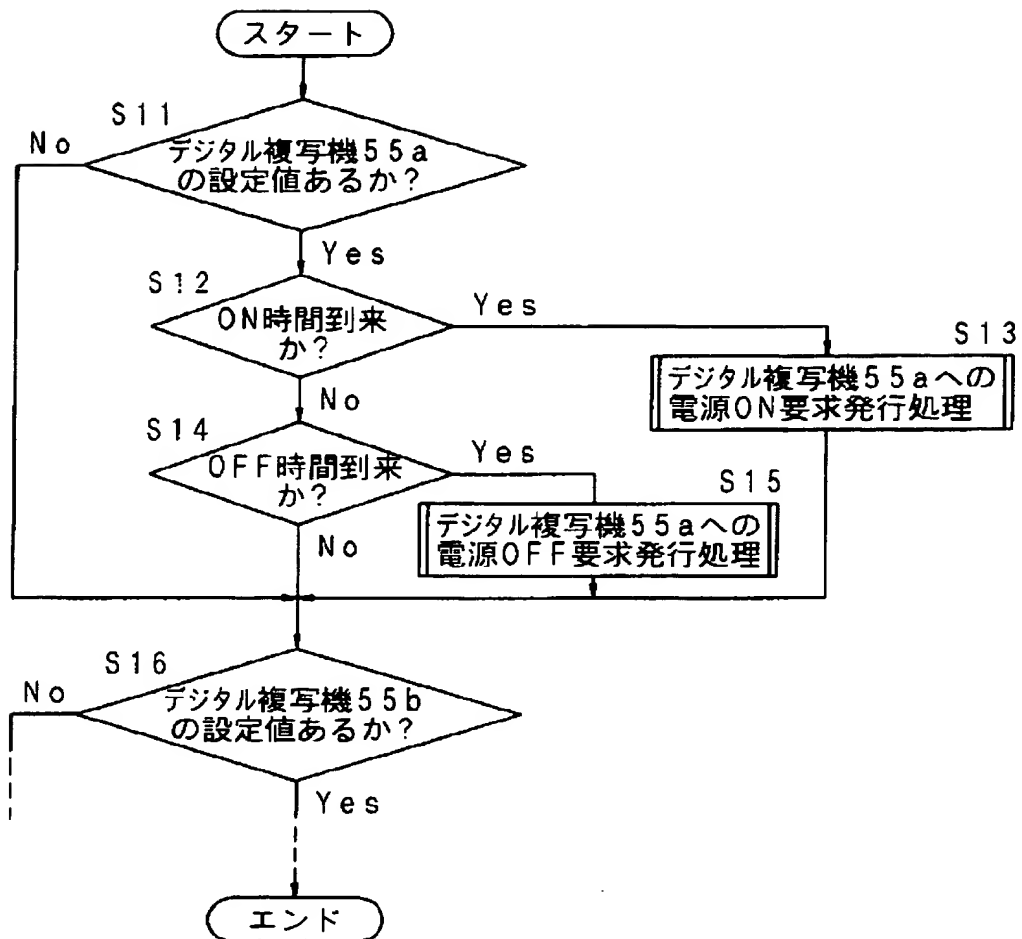 スタート
S11
No
デジタル複写機55a
の設定値あるか?
Yes
S12
ON時間到来
か?
Yes
S13
デジタル複写機55aへの
電源ON要求発行処理
No
S14
OFF時間到来
か?
Yes
S15
デジタル複写機55aへの
電源OFF要求発行処理
No
S16
No
デジタル複写機55b
の設定値あるか?
Yes
エンド